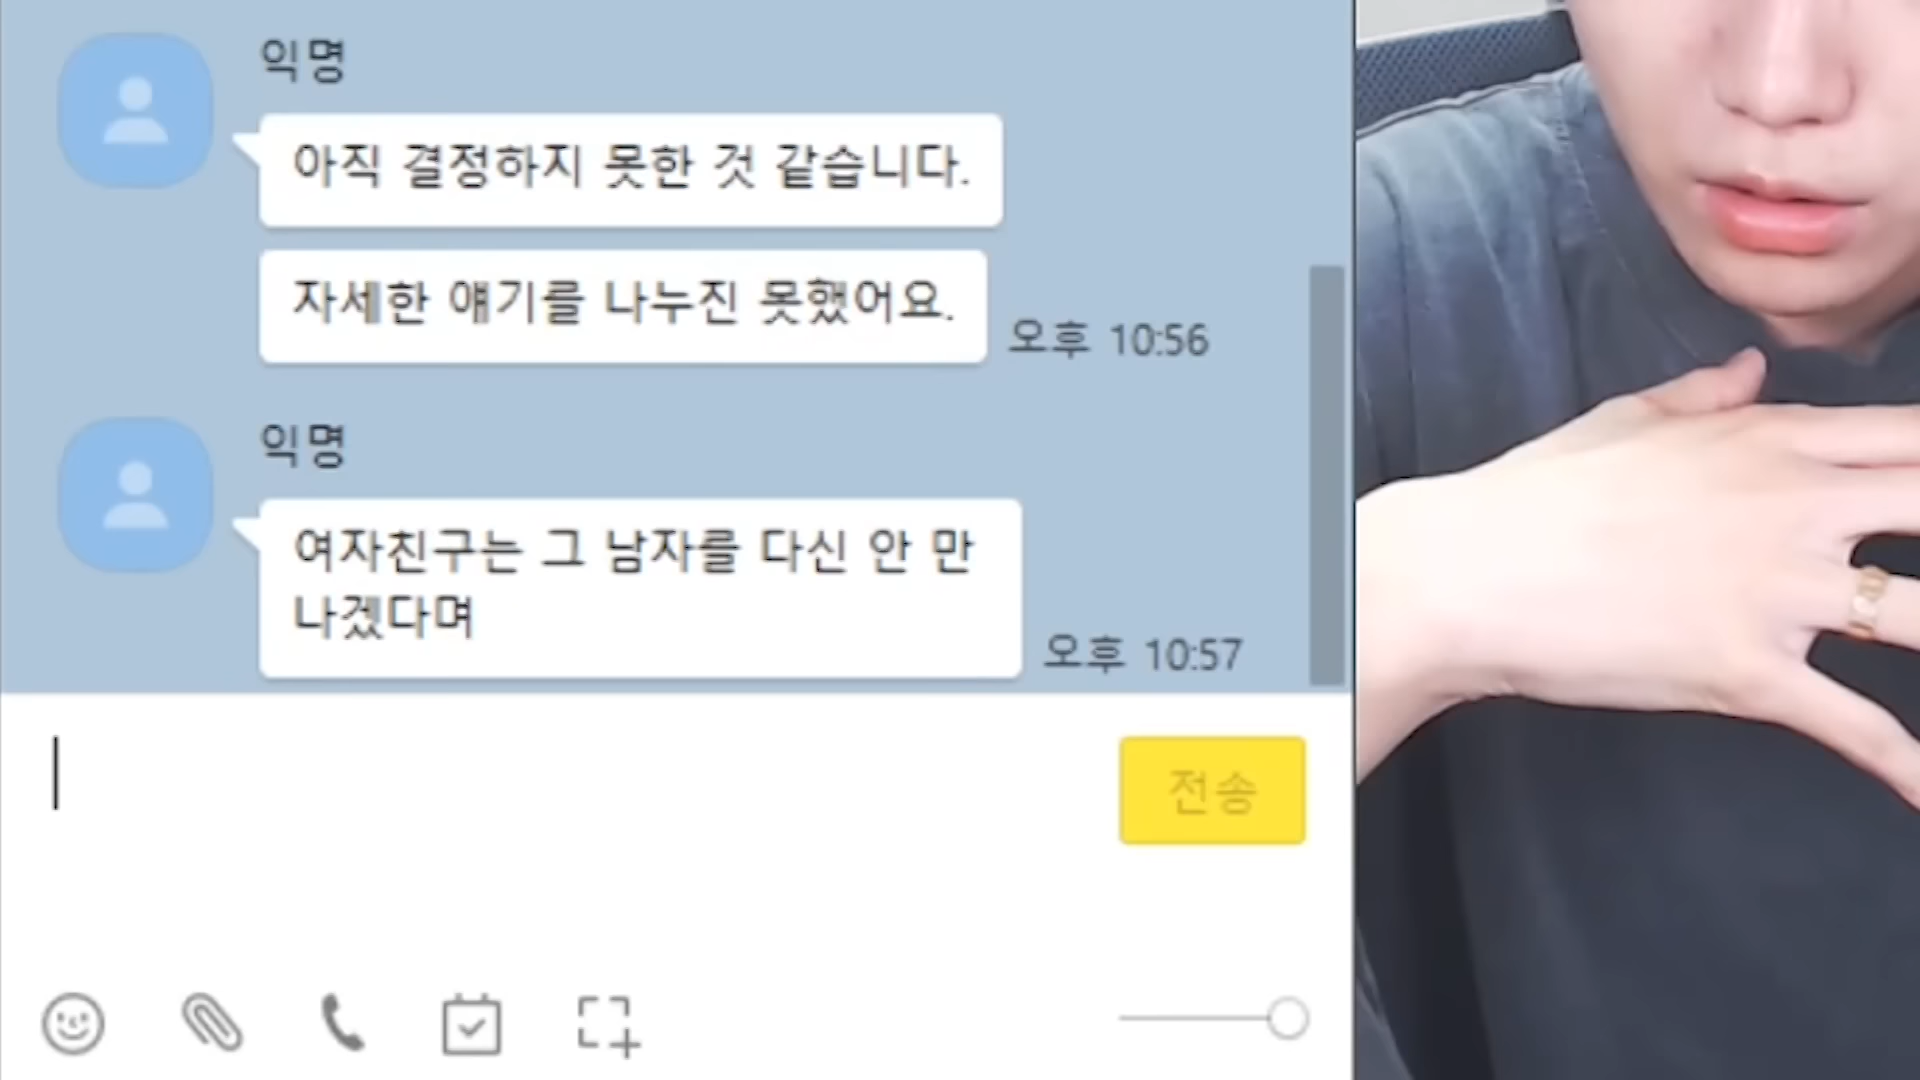 익명
아직 결정하지 못한 것 같습니다.
자세한 얘기를 나누진 못했어요.
오후 10:56
익명
여자친구는 그 남자를 다신 안 만
나겠다며
오후 10:57
전송